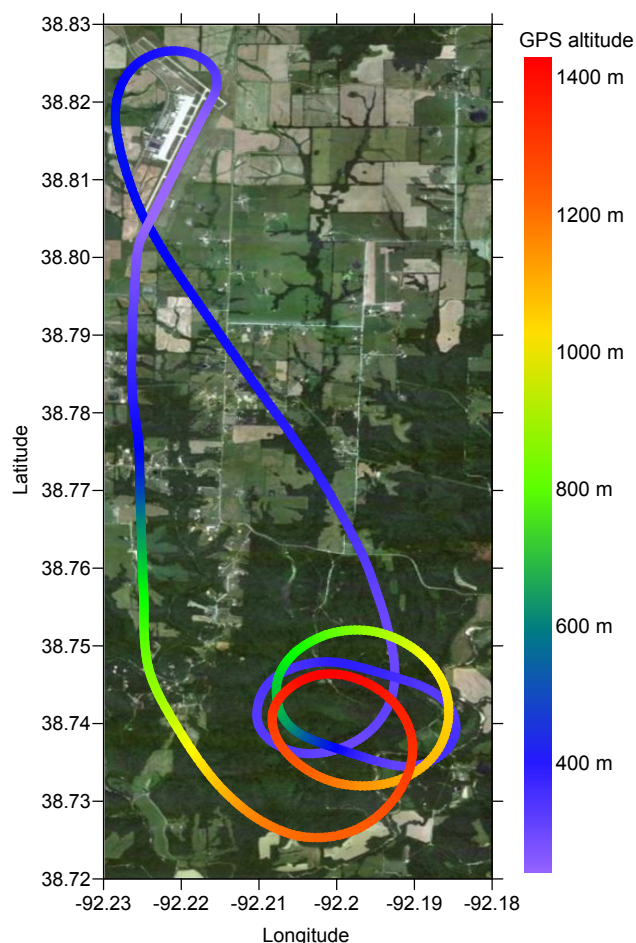 38.83
38.82
38.81
38.80
38.79
38.78
38.77
38.76
38.75
38.74
38.73
38.72
Latitude
-92.23
-92.22
-92.21
-92.2
-92.19
-92.18
Longitude
GPS altitude
1400 m
1200 m
1000 m
800 m
600 m
400 m